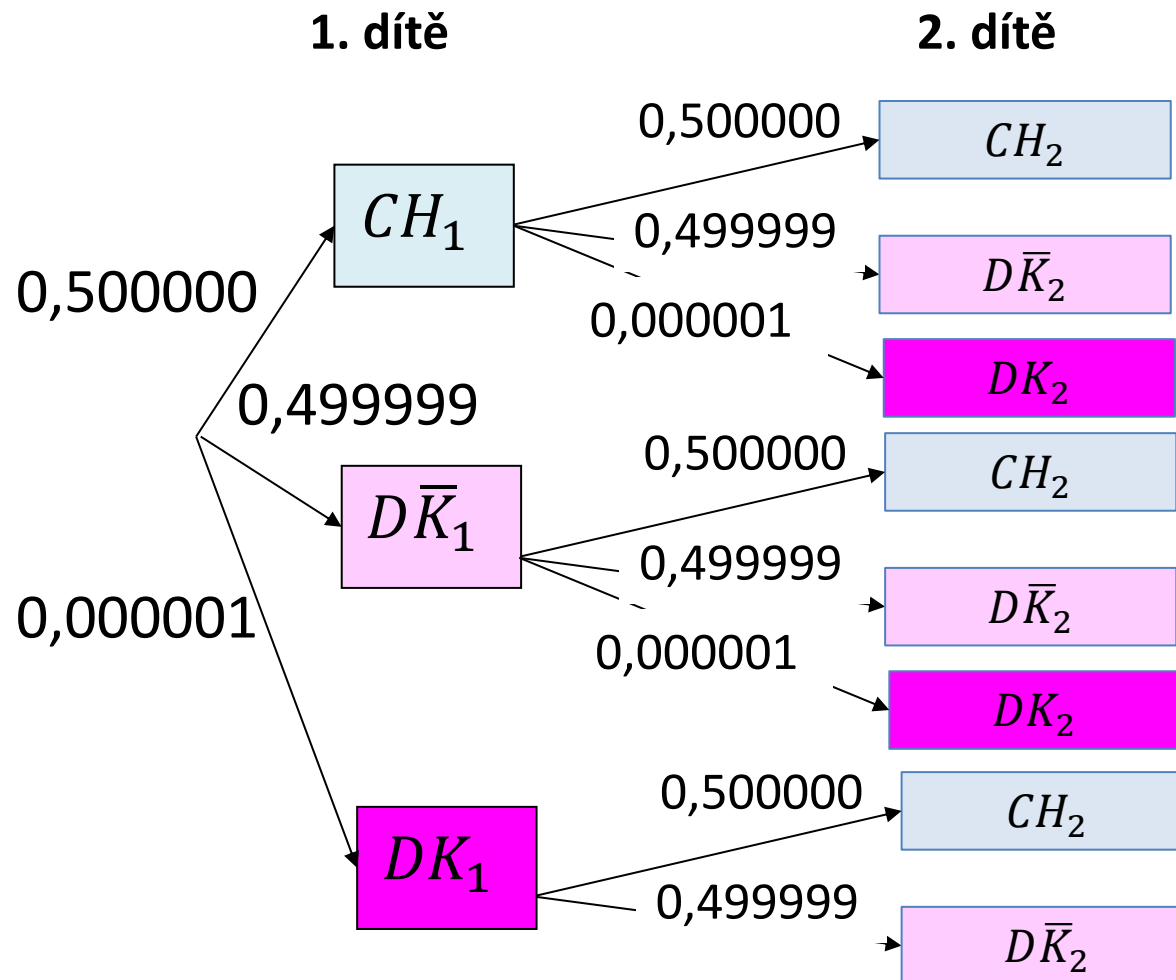 1. dítě 2. dítě
0,500000
CH₂
CH₁
0,499999
DK̅₂
0,500000
0,000001
DK₂
0,499999
0,500000
CH₂
DK̅₁
0,499999
DK̅₂
0,000001
0,000001
DK₂
0,500000
CH₂
DK₁
0,499999
DK̅₂